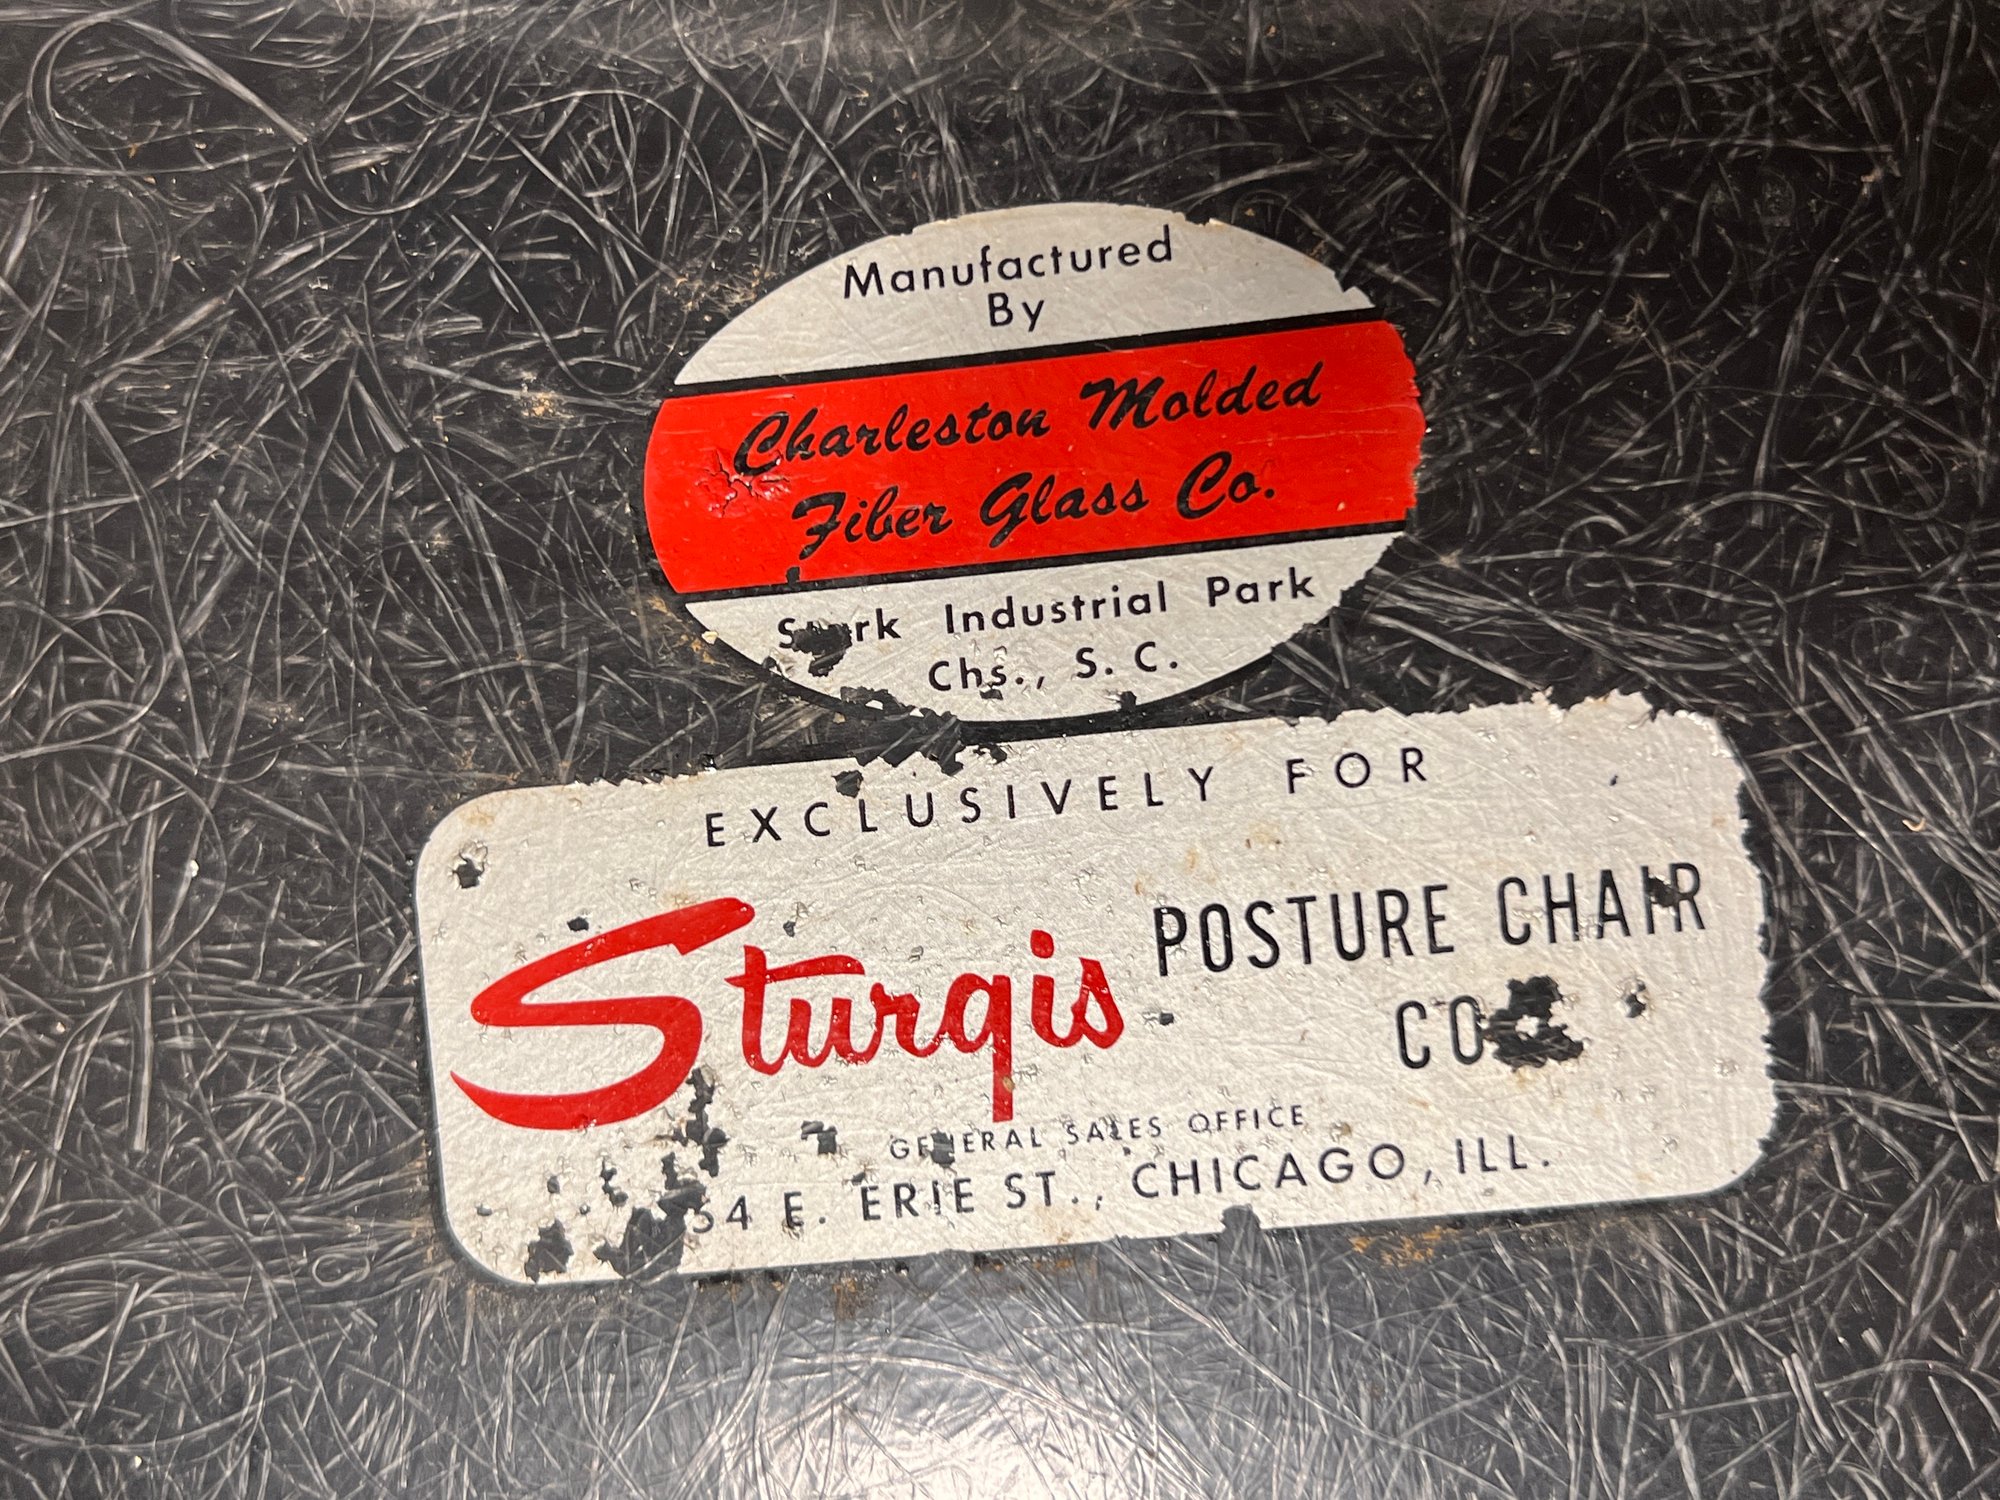 Manufactured
By
Charleston Molded
Fiber Glass Co.
Industrial Park
Chs., S. C.
EXCLUSIVELY FOR
Sturgis POSTURE CHAIR
CO
GENERAL SALES OFFICE
E. ERIE ST., CHICAGO, ILL.